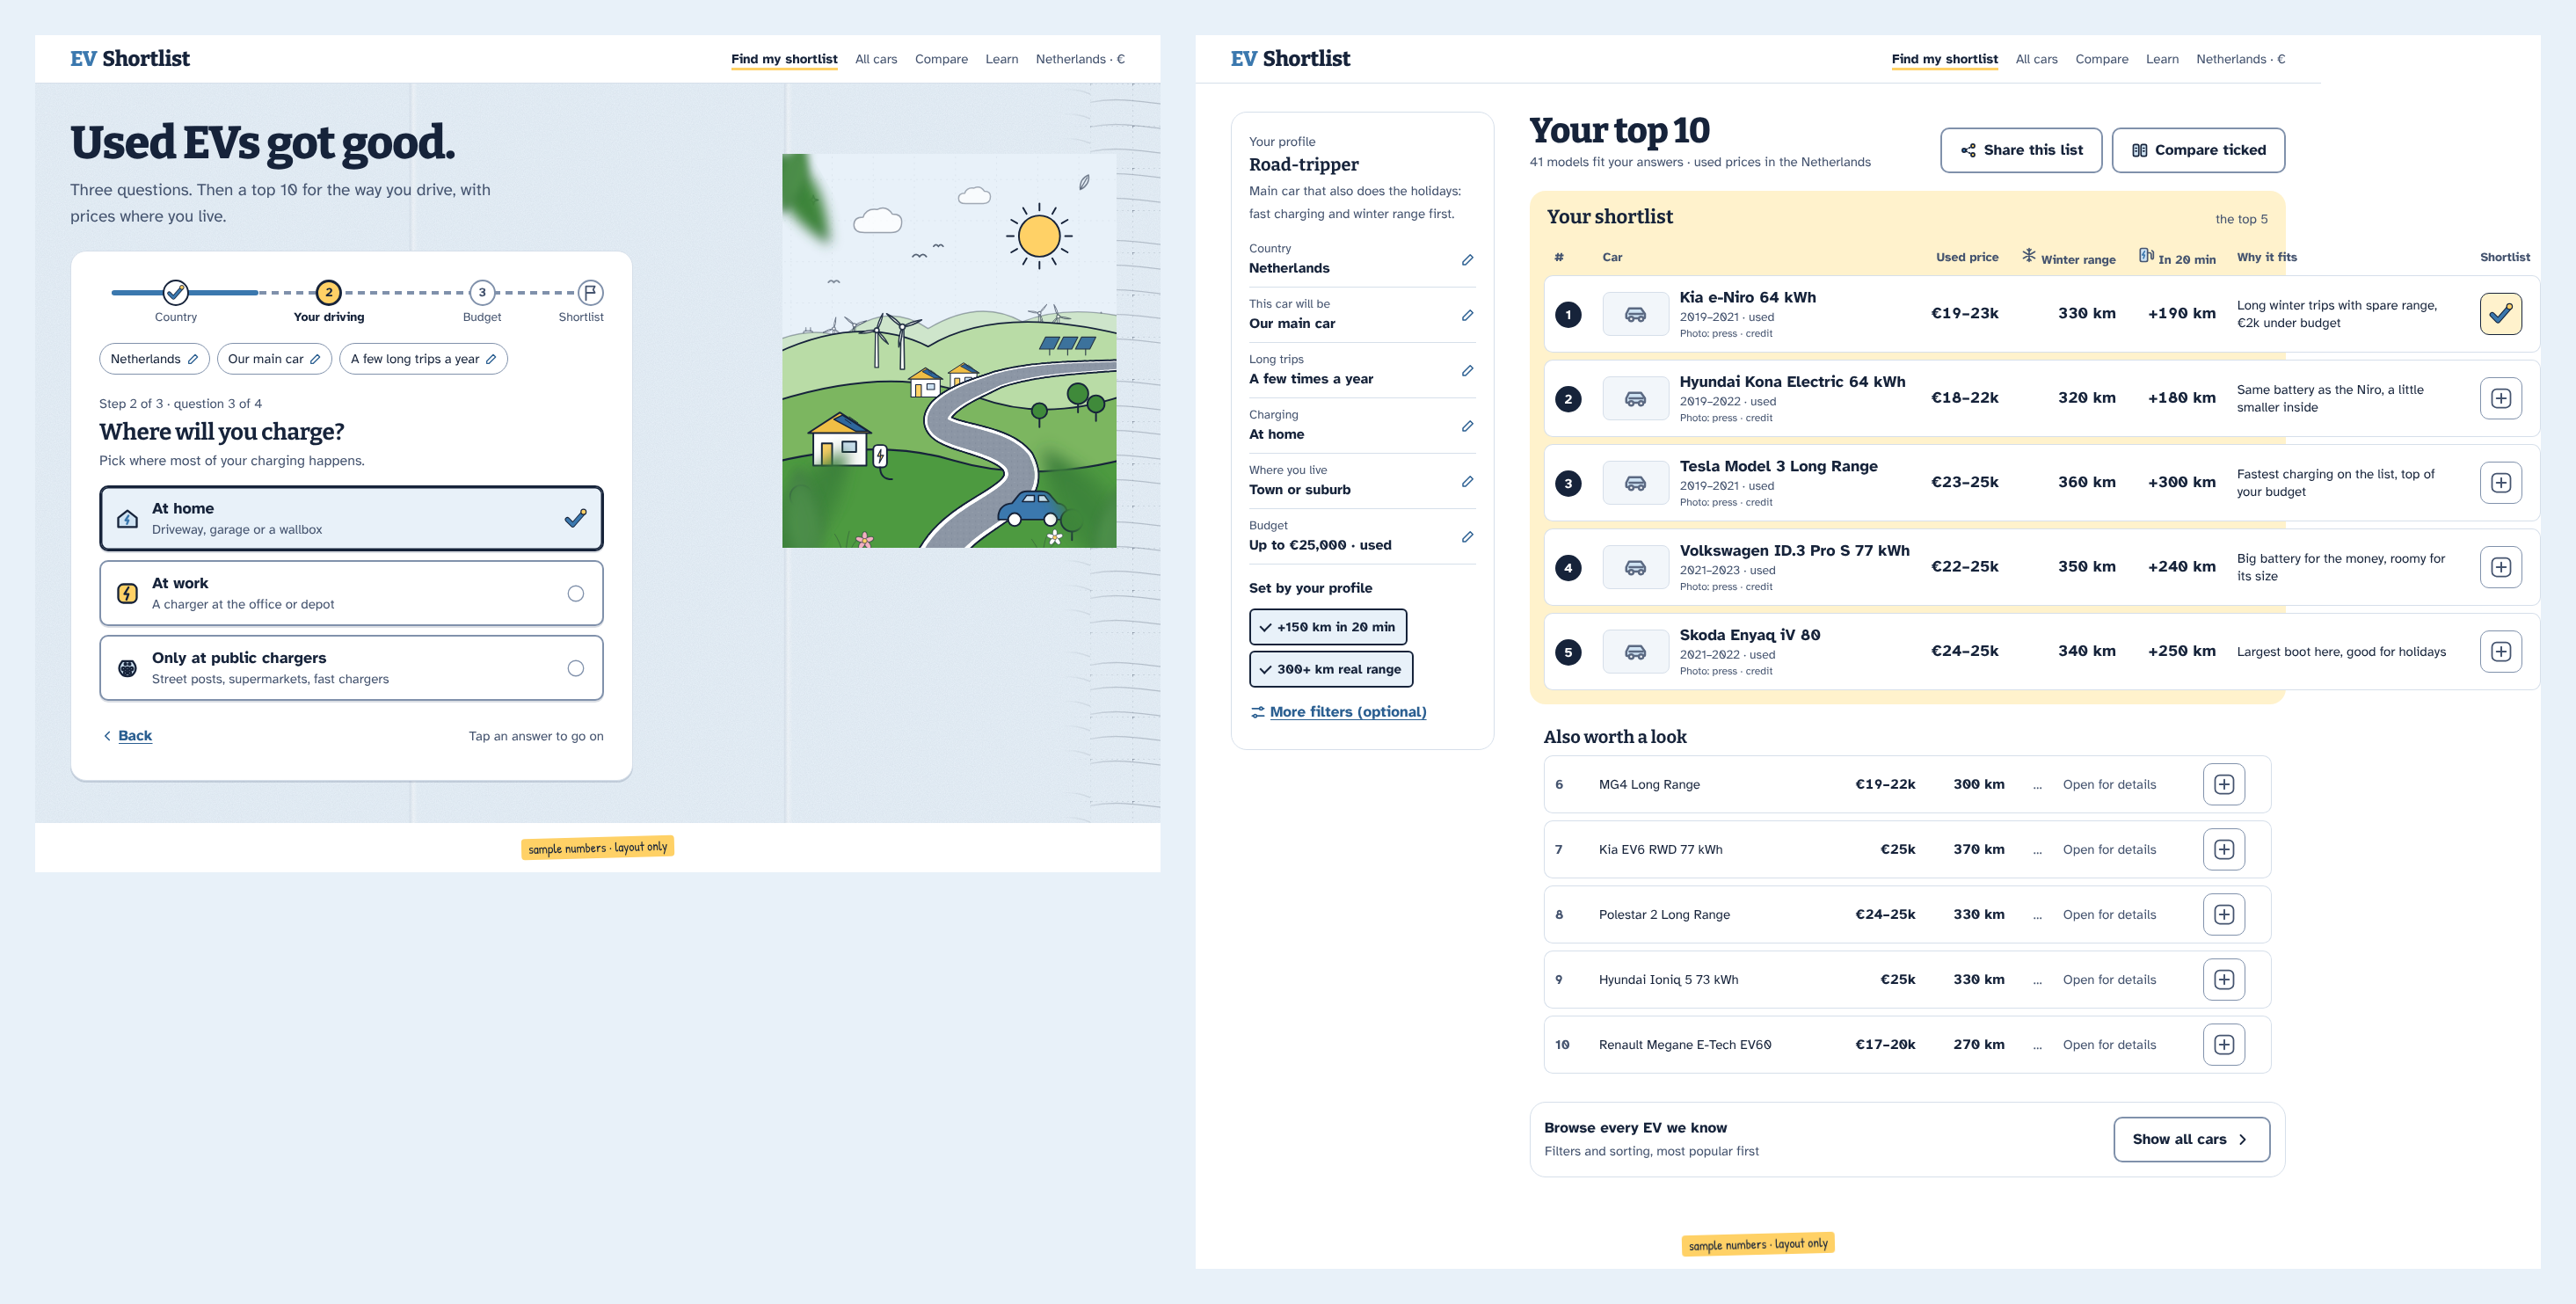 EV Shortlist
Find my shortlist All cars Compare Learn Netherlands · €
Used EVs got good.
Three questions. Then a top 10 for the way you drive, with
prices where you live.
2 3
Country Your driving Budget Shortlist
Netherlands Our main car A few long trips a year
Step 2 of 3 · question 3 of 4
Where will you charge?
Pick where most of your charging happens.
At home
Driveway, garage or a wallbox
At work
A charger at the office or depot
Only at public chargers
Street posts, supermarkets, fast chargers
Back Tap an answer to go on
sample numbers · layout only
EV Shortlist
Find my shortlist All cars Compare Learn Netherlands · €
Your profile
Road-tripper
Main car that also does the holidays:
fast charging and winter range first.
Country
Netherlands
This car will be
Our main car
Long trips
A few times a year
Charging
At home
Where you live
Town or suburb
Budget
Up to €25,000 · used
Set by your profile
+150 km in 20 min
300+ km real range
More filters (optional)
Your top 10
41 models fit your answers · used prices in the Netherlands
Share this list Compare ticked
Your shortlist the top 5
# Car Used price Winter range In 20 min Why it fits Shortlist
1 Kia e-Niro 64 kWh €19–23k 330 km +190 km Long winter trips with spare range,
2019–2021 · used €2k under budget
Photo: press · credit
2 Hyundai Kona Electric 64 kWh €18–22k 320 km +180 km Same battery as the Niro, a little
2019–2022 · used smaller inside
Photo: press · credit
3 Tesla Model 3 Long Range €23–25k 360 km +300 km Fastest charging on the list, top of
2019–2021 · used your budget
Photo: press · credit
4 Volkswagen ID.3 Pro S 77 kWh €22–25k 350 km +240 km Big battery for the money, roomy for
2021–2023 · used its size
Photo: press · credit
5 Skoda Enyaq iV 80 €24–25k 340 km +250 km Largest boot here, good for holidays
2021–2022 · used
Photo: press · credit
Also worth a look
6 MG4 Long Range €19–22k 300 km ... Open for details
7 Kia EV6 RWD 77 kWh €25k 370 km ... Open for details
8 Polestar 2 Long Range €24–25k 330 km ... Open for details
9 Hyundai Ioniq 5 73 kWh €25k 330 km ... Open for details
10 Renault Megane E-Tech EV60 €17–20k 270 km ... Open for details
Browse every EV we know
Filters and sorting, most popular first
Show all cars
sample numbers · layout only